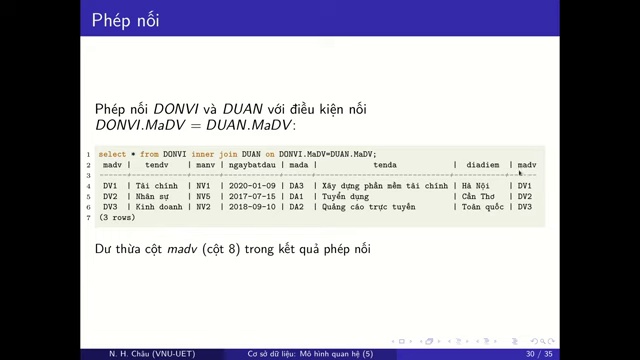 Phép nối
Phép nối DONVI và DUAN với điều kiện nối
DONVI.MaDV = DUAN.MaDV:
1 select * from DONVI inner join DUAN on DONVI.MaDV=DUAN.MaDV;
2 madv | tendv | manv | ngaybatdau | mada | tenda | diadiem | madv
3 ------+-----------+------+------------+------+----------------------------+-----------+------
4 DV1 | Tài chính | NV1 | 2020-01-09 | DA3 | Xây dựng phần mềm tài chính | Hà Nội | DV1
5 DV2 | Nhân sự | NV5 | 2017-07-15 | DA1 | Tuyển dụng | Cần Thơ | DV2
6 DV3 | Kinh doanh | NV2 | 2018-09-10 | DA2 | Quảng cáo trực tuyến | Toàn quốc | DV3
7 (3 rows)
Dư thừa cột madv (cột 8) trong kết quả phép nối
N. H. Châu (VNU-UET) Cơ sở dữ liệu: Mô hình quan hệ (5) 30 / 35